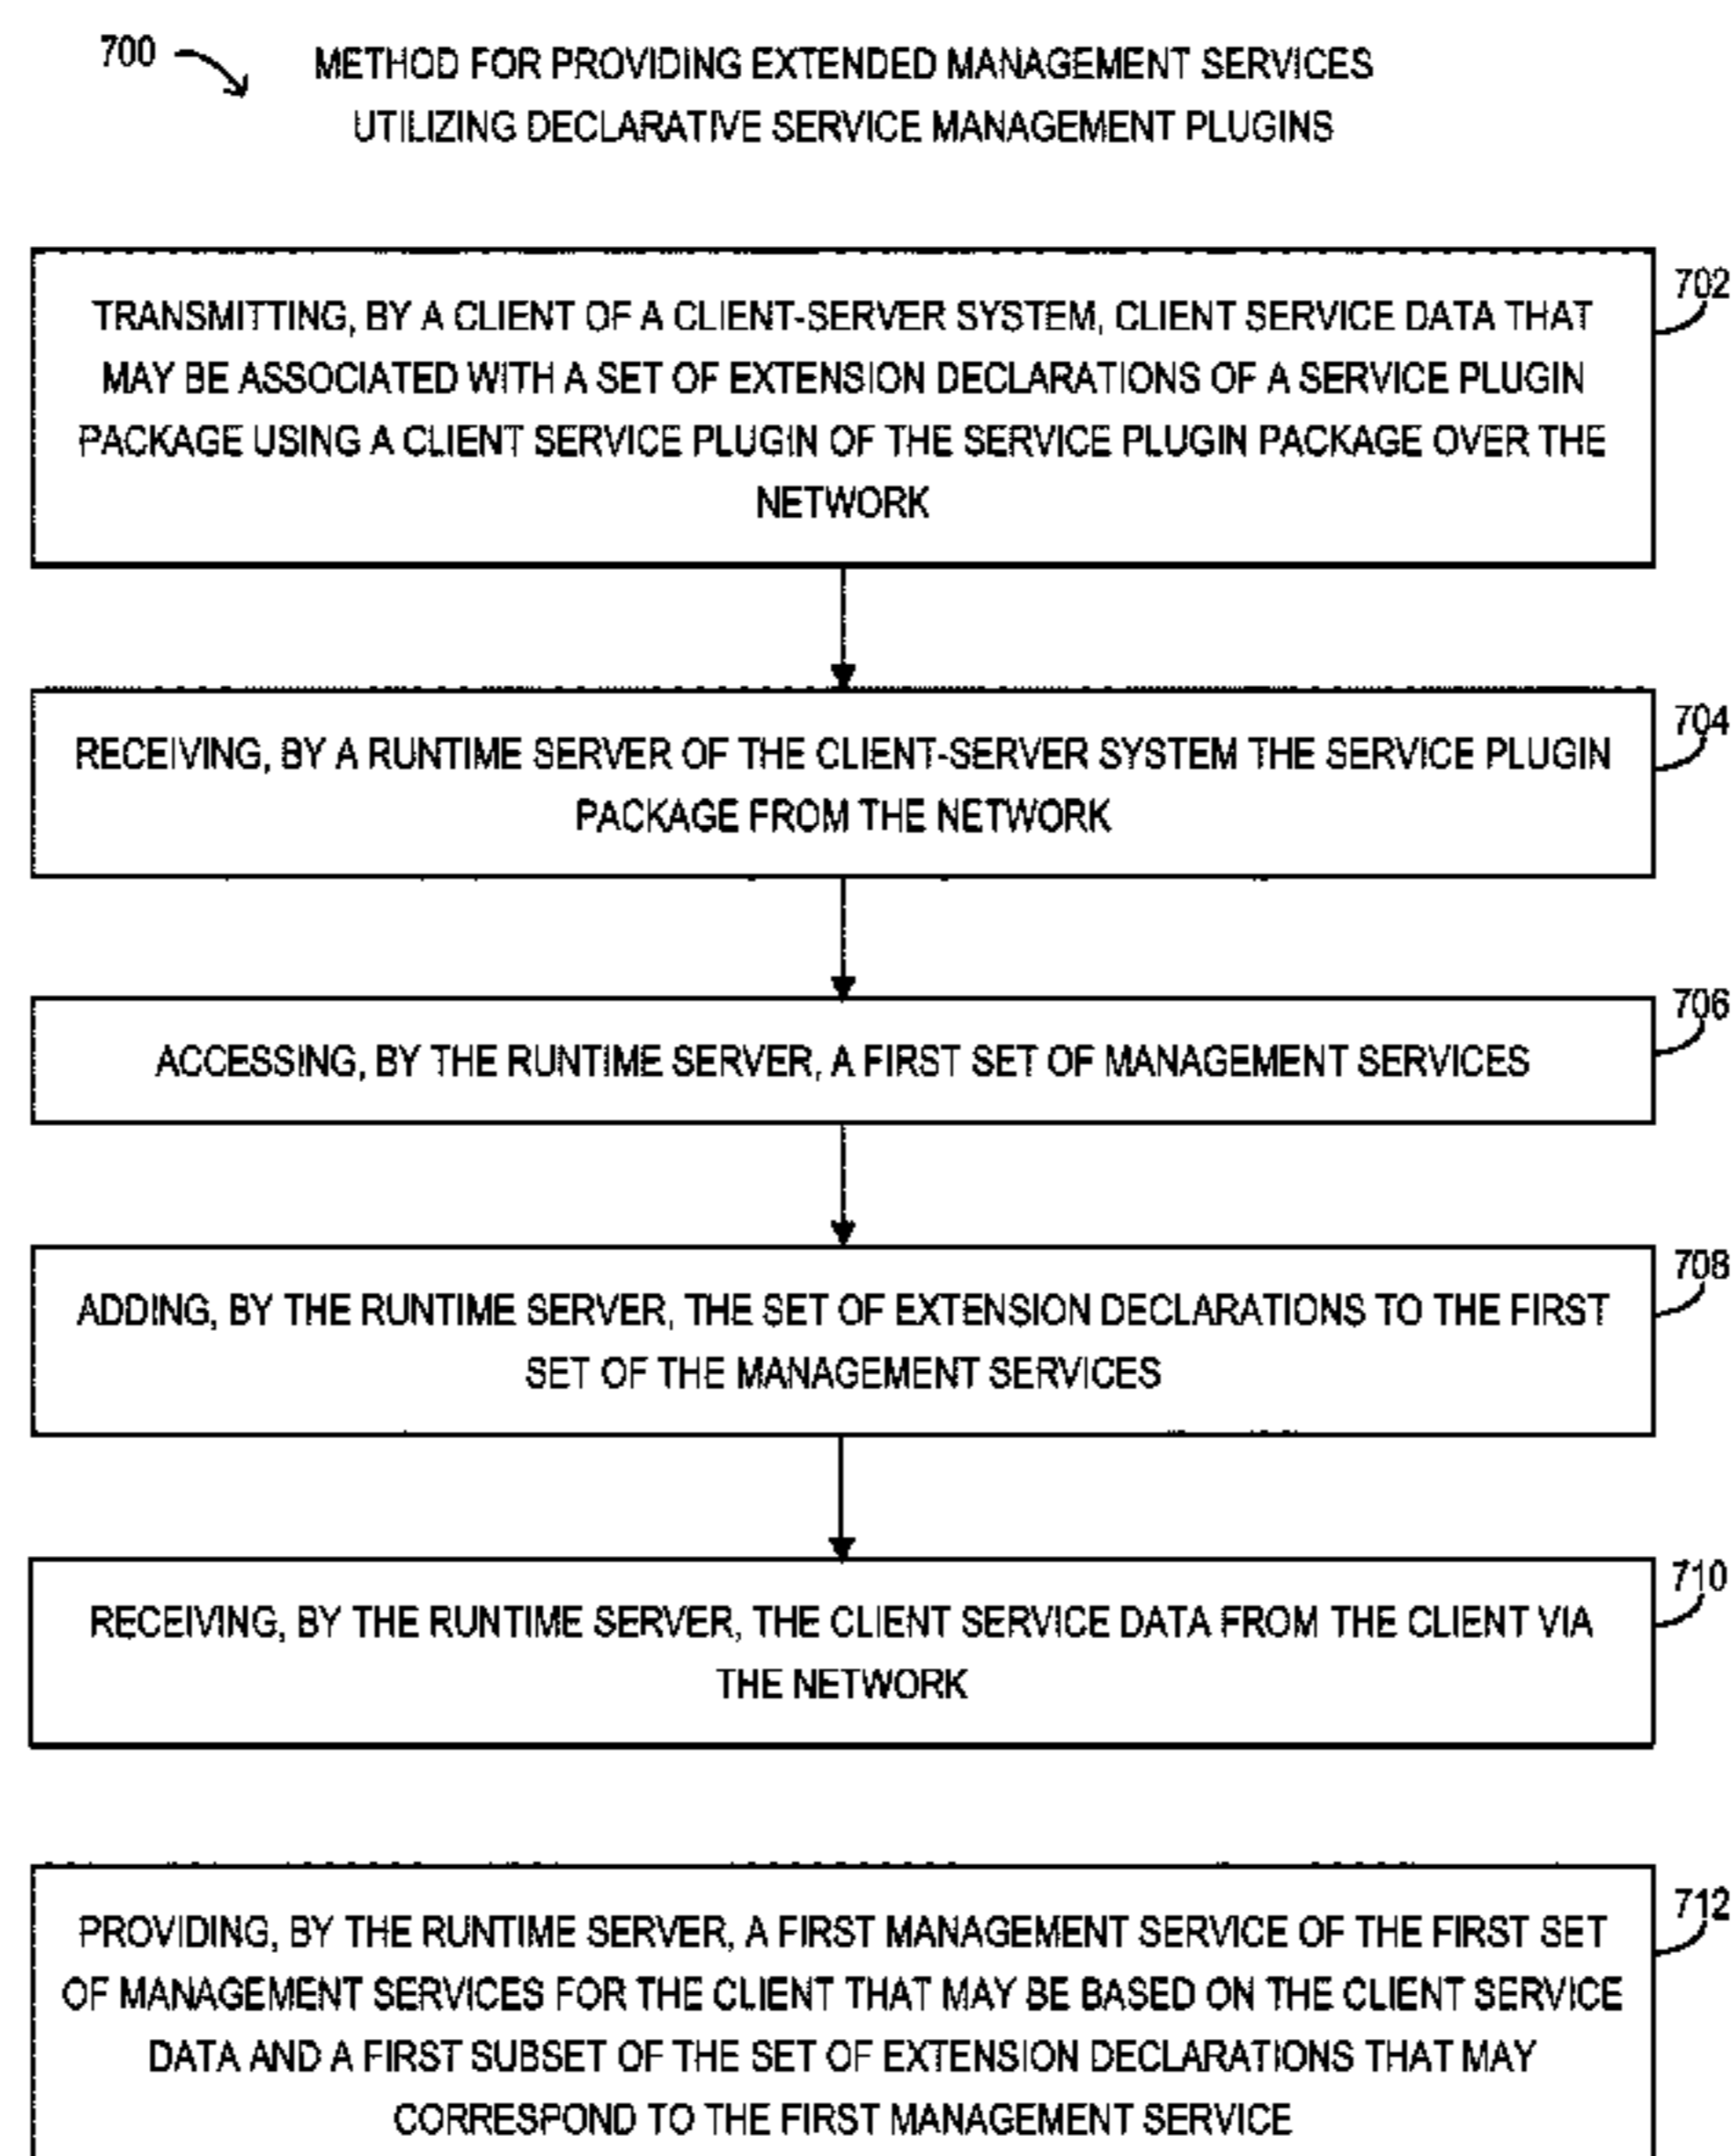 700
METHOD FOR PROVIDING EXTENDED MANAGEMENT SERVICES
UTILIZING DECLARATIVE SERVICE MANAGEMENT PLUGINS
702
TRANSMITTING, BY A CLIENT OF A CLIENT-SERVER SYSTEM, CLIENT SERVICE DATA THAT
MAY BE ASSOCIATED WITH A SET OF EXTENSION DECLARATIONS OF A SERVICE PLUGIN
PACKAGE USING A CLIENT SERVICE PLUGIN OF THE SERVICE PLUGIN PACKAGE OVER THE
NETWORK
704
RECEIVING, BY A RUNTIME SERVER OF THE CLIENT-SERVER SYSTEM THE SERVICE PLUGIN
PACKAGE FROM THE NETWORK
706
ACCESSING, BY THE RUNTIME SERVER, A FIRST SET OF MANAGEMENT SERVICES
708
ADDING, BY THE RUNTIME SERVER, THE SET OF EXTENSION DECLARATIONS TO THE FIRST
SET OF THE MANAGEMENT SERVICES
710
RECEIVING, BY THE RUNTIME SERVER, THE CLIENT SERVICE DATA FROM THE CLIENT VIA
THE NETWORK
712
PROVIDING, BY THE RUNTIME SERVER, A FIRST MANAGEMENT SERVICE OF THE FIRST SET
OF MANAGEMENT SERVICES FOR THE CLIENT THAT MAY BE BASED ON THE CLIENT SERVICE
DATA AND A FIRST SUBSET OF THE SET OF EXTENSION DECLARATIONS THAT MAY
CORRESPOND TO THE FIRST MANAGEMENT SERVICE